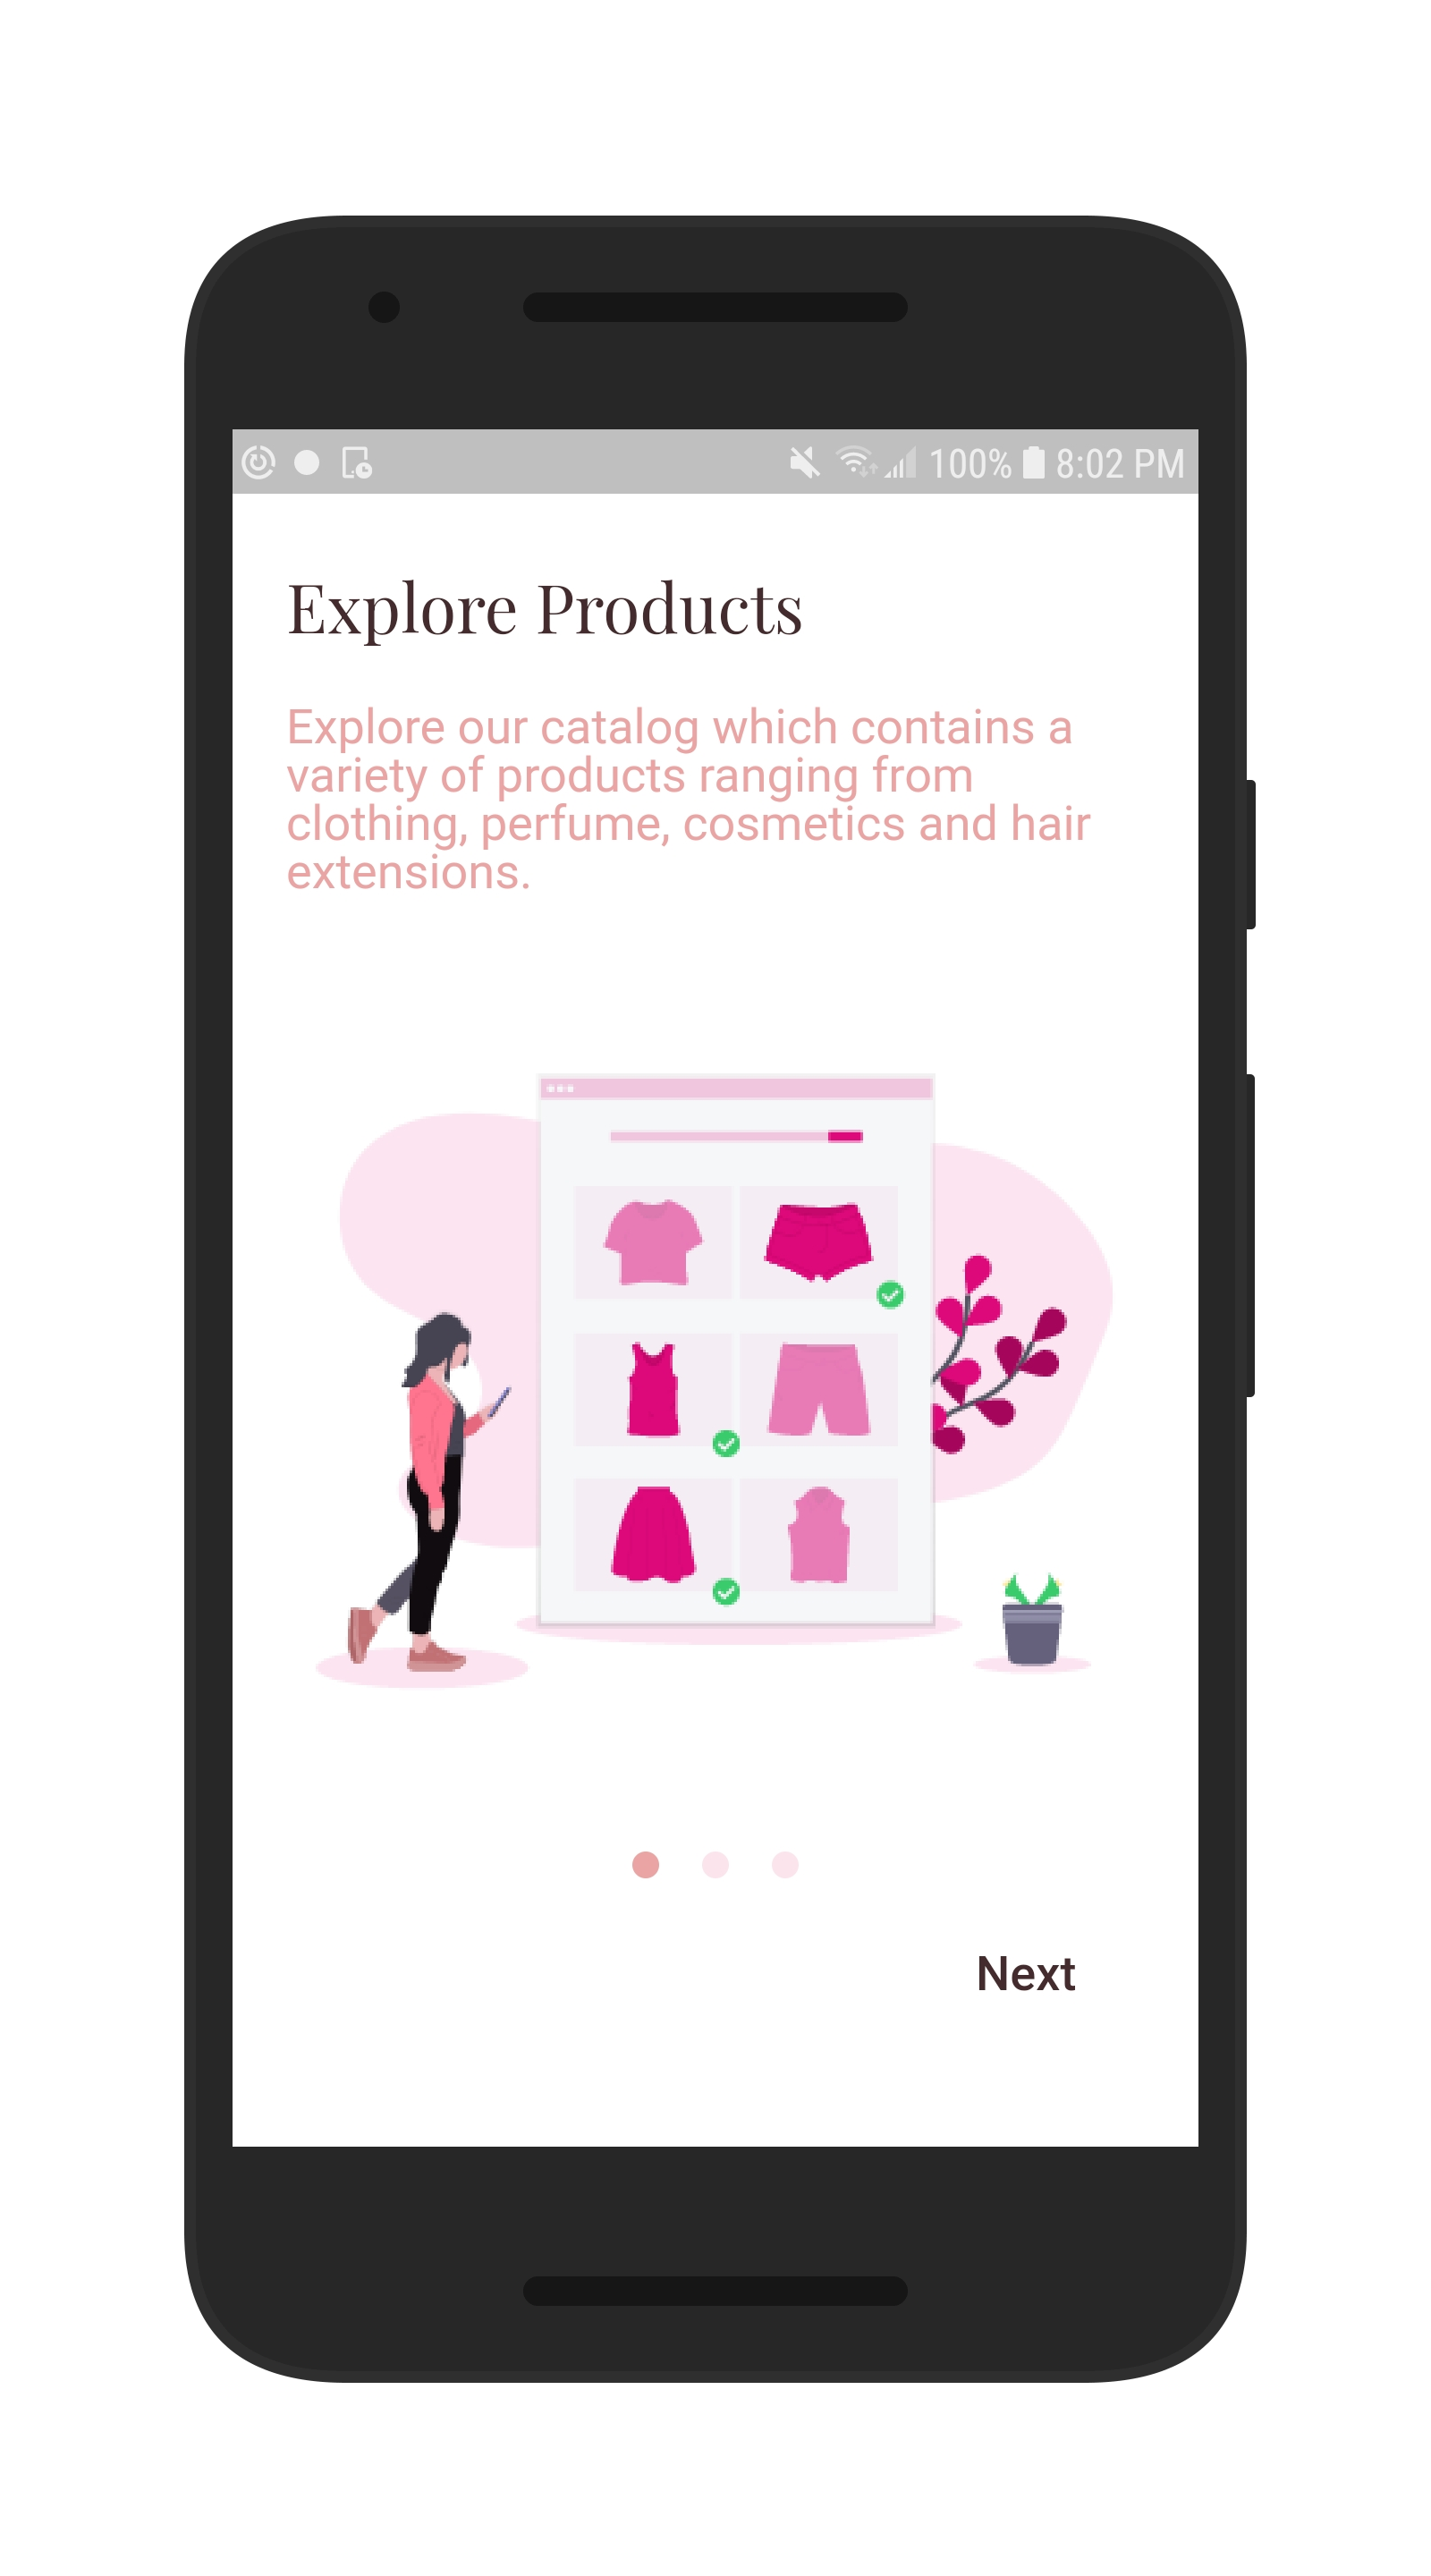 100% 8:02 PM
Explore Products
Explore our catalog which contains a
variety of products ranging from
clothing, perfume, cosmetics and hair
extensions.
Next